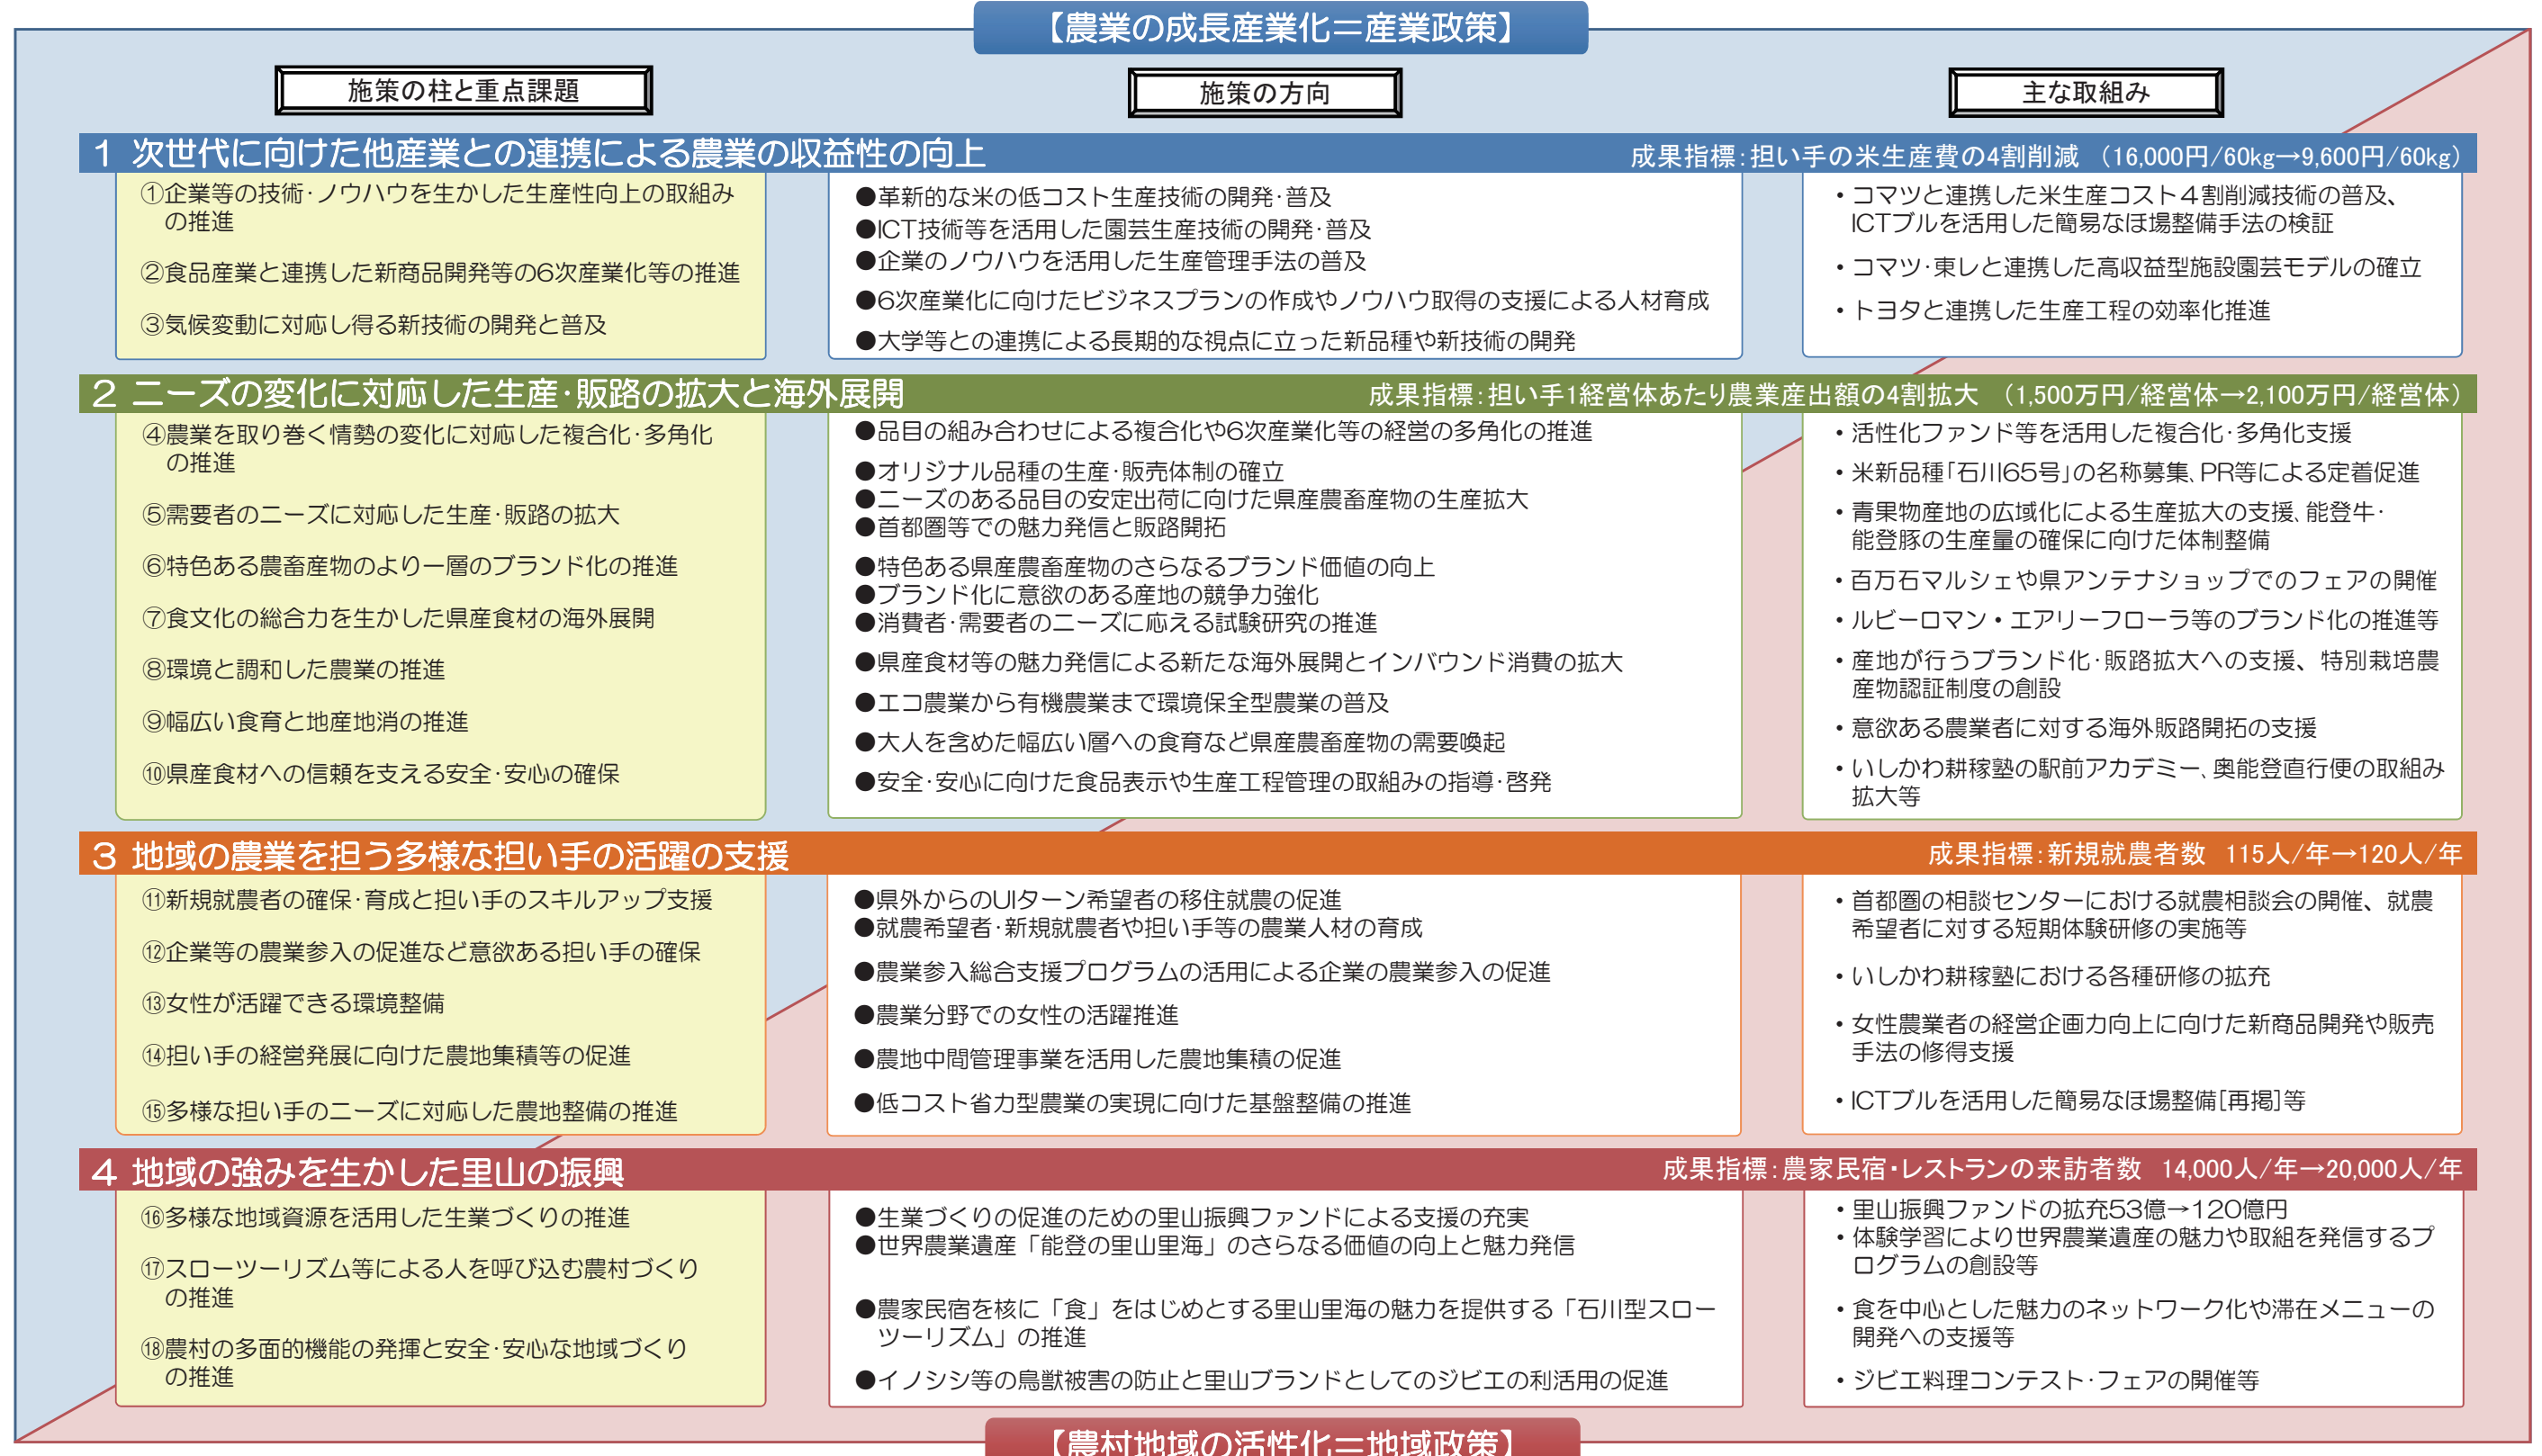 【農業の成長産業化＝産業政策】
施策の柱と重点課題
施策の方向
主な取組み
1 次世代に向けた他産業との連携による農業の収益性の向上
成果指標：担い手の米生産費の4割削減 （16,000円/60kg→9,600円/60kg）
①企業等の技術・ノウハウを生かした生産性向上の取組み
の推進
②食品産業と連携した新商品開発等の6次産業化等の推進
③気候変動に対応し得る新技術の開発と普及
●革新的な米の低コスト生産技術の開発・普及
●ICT技術等を活用した園芸生産技術の開発・普及
●企業のノウハウを活用した生産管理手法の普及
●6次産業化に向けたビジネスプランの作成やノウハウ取得の支援による人材育成
●大学等との連携による長期的な視点に立った新品種や新技術の開発
・コマツと連携した米生産コスト４割削減技術の普及、
ICTブルを活用した簡易なほ場整備手法の検証
・コマツ・東レと連携した高収益型施設園芸モデルの確立
・トヨタと連携した生産工程の効率化推進
2 ニーズの変化に対応した生産・販路の拡大と海外展開
成果指標：担い手1経営体あたり農業産出額の4割拡大 （1,500万円/経営体→2,100万円/経営体）
④農業を取り巻く情勢の変化に対応した複合化・多角化
の推進
⑤需要者のニーズに対応した生産・販路の拡大
⑥特色ある農畜産物のより一層のブランド化の推進
⑦食文化の総合力を生かした県産食材の海外展開
⑧環境と調和した農業の推進
⑨幅広い食育と地産地消の推進
⑩県産食材への信頼を支える安全・安心の確保
●品目の組み合わせによる複合化や6次産業化等の経営の多角化の推進
●オリジナル品種の生産・販売体制の確立
●ニーズのある品目の安定出荷に向けた県産農畜産物の生産拡大
●首都圏等での魅力発信と販路開拓
●特色ある県産農畜産物のさらなるブランド価値の向上
●ブランド化に意欲のある産地の競争力強化
●消費者・需要者のニーズに応える試験研究の推進
●県産食材等の魅力発信による新たな海外展開とインバウンド消費の拡大
●エコ農業から有機農業まで環境保全型農業の普及
●大人を含めた幅広い層への食育など県産農畜産物の需要喚起
●安全・安心に向けた食品表示や生産工程管理の取組みの指導・啓発
・活性化ファンド等を活用した複合化・多角化支援
・米新品種「石川65号」の名称募集、PR等による定着促進
・青果物産地の広域化による生産拡大の支援、能登牛・
能登豚の生産量の確保に向けた体制整備
・百万石マルシェや県アンテナショップでのフェアの開催
・ルビーロマン・エアリーフローラ等のブランド化の推進等
・産地が行うブランド化・販路拡大への支援、特別栽培農
産物認証制度の創設
・意欲ある農業者に対する海外販路開拓の支援
・いしかわ耕稼塾の駅前アカデミー、奥能登直行便の取組み
拡大等
3 地域の農業を担う多様な担い手の活躍の支援
成果指標：新規就農者数 115人/年→120人/年
⑪新規就農者の確保・育成と担い手のスキルアップ支援
⑫企業等の農業参入の促進など意欲ある担い手の確保
⑬女性が活躍できる環境整備
⑭担い手の経営発展に向けた農地集積等の促進
⑮多様な担い手のニーズに対応した農地整備の推進
●県外からのUIターン希望者の移住就農の促進
●就農希望者・新規就農者や担い手等の農業人材の育成
●農業参入総合支援プログラムの活用による企業の農業参入の促進
●農業分野での女性の活躍推進
●農地中間管理事業を活用した農地集積の促進
●低コスト省力型農業の実現に向けた基盤整備の推進
・首都圏の相談センターにおける就農相談会の開催、就農
希望者に対する短期体験研修の実施等
・いしかわ耕稼塾における各種研修の拡充
・女性農業者の経営企画力向上に向けた新商品開発や販売
手法の修得支援
・ICTブルを活用した簡易なほ場整備[再掲]等
4 地域の強みを生かした里山の振興
成果指標：農家民宿・レストランの来訪者数 14,000人/年→20,000人/年
⑯多様な地域資源を活用した生業づくりの推進
⑰スローツーリズム等による人を呼び込む農村づくり
の推進
⑱農村の多面的機能の発揮と安全・安心な地域づくり
の推進
●生業づくりの促進のための里山振興ファンドによる支援の充実
●世界農業遺産「能登の里山里海」のさらなる価値の向上と魅力発信
●農家民宿を核に「食」をはじめとする里山里海の魅力を提供する「石川型スロー
ツーリズム」の推進
●イノシシ等の鳥獣被害の防止と里山ブランドとしてのジビエの利活用の促進
・里山振興ファンドの拡充53億→120億円
・体験学習により世界農業遺産の魅力や取組を発信するプ
ログラムの創設等
・食を中心とした魅力のネットワーク化や滞在メニューの
開発への支援等
・ジビエ料理コンテスト・フェアの開催等
【農村地域の活性化＝地域政策】